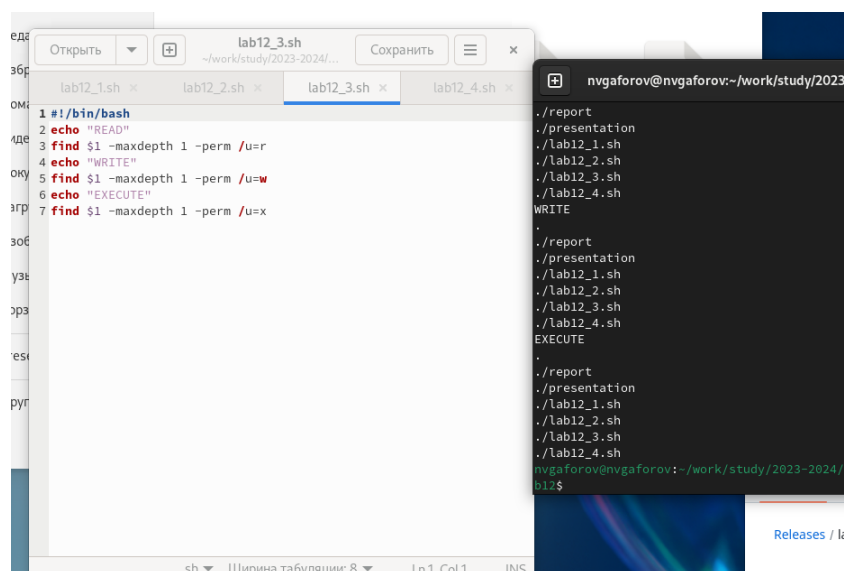 Открыть
lab12_3.sh
~/work/study/2023-2024/...
Сохранить
lab12_1.sh
lab12_2.sh
lab12_3.sh
lab12_4.sh
1 #!/bin/bash
2 echo "READ"
3 find $1 -maxdepth 1 -perm /u=r
4 echo "WRITE"
5 find $1 -maxdepth 1 -perm /u=w
6 echo "EXECUTE"
7 find $1 -maxdepth 1 -perm /u=x
sh
Ширина табуляции: 8
Ln 1, Col 1
INS
nvgaforov@nvgaforov:~/work/study/2023
./report
./presentation
./lab12_1.sh
./lab12_2.sh
./lab12_3.sh
./lab12_4.sh
WRITE
.
./report
./presentation
./lab12_1.sh
./lab12_2.sh
./lab12_3.sh
./lab12_4.sh
EXECUTE
.
./report
./presentation
./lab12_1.sh
./lab12_2.sh
./lab12_3.sh
./lab12_4.sh
nvgaforov@nvgaforov:~/work/study/2023-2024/
b12$
Releases /